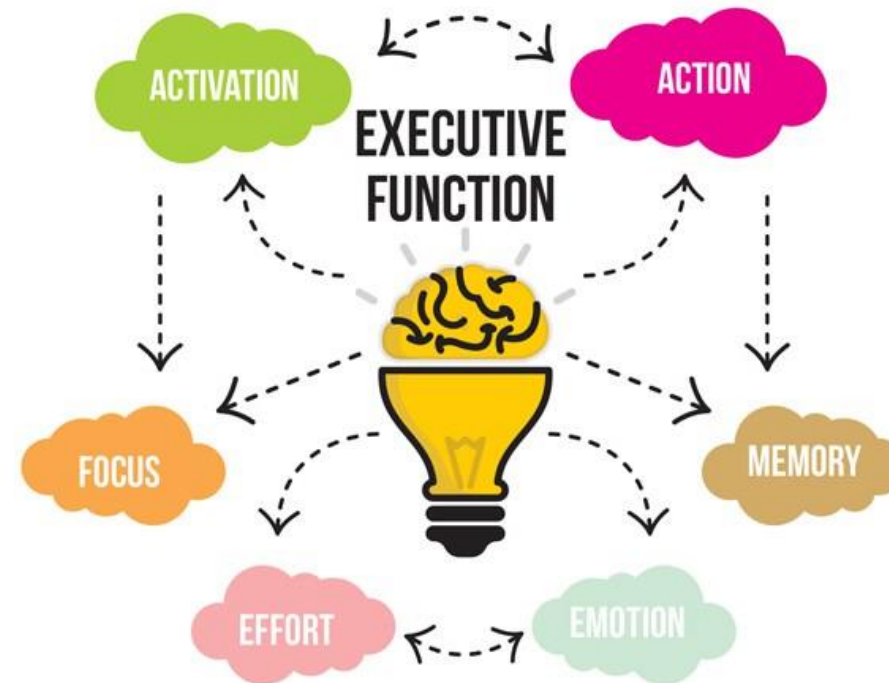 ACTIVATION
ACTION
EXECUTIVE
FUNCTION
FOCUS
MEMORY
EFFORT
EMOTION